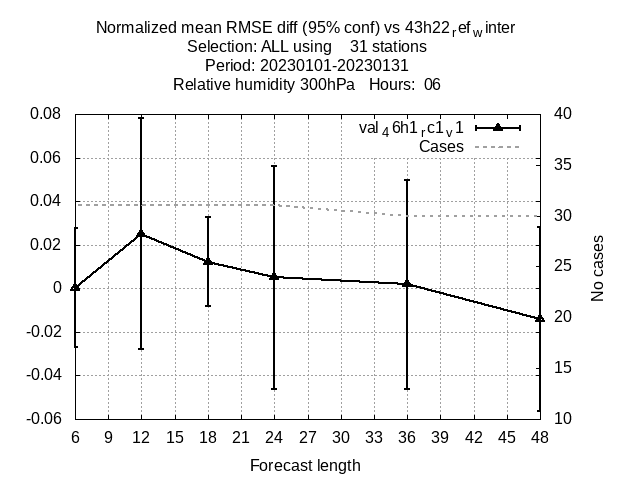 Normalized mean RMSE diff (95% conf) vs 43h22ref winter
Selection: ALL using 31 stations
Period: 20230101-20230131
Relative humidity 300hPa Hours: 06
val46h1rc1v1
Cases
0.08
0.06
0.04
0.02
0
-0.02
-0.04
-0.06
40
35
30
25
20
15
10
No cases
6 9 12 15 18 21 24 27 30 33 36 39 42 45 48
Forecast length